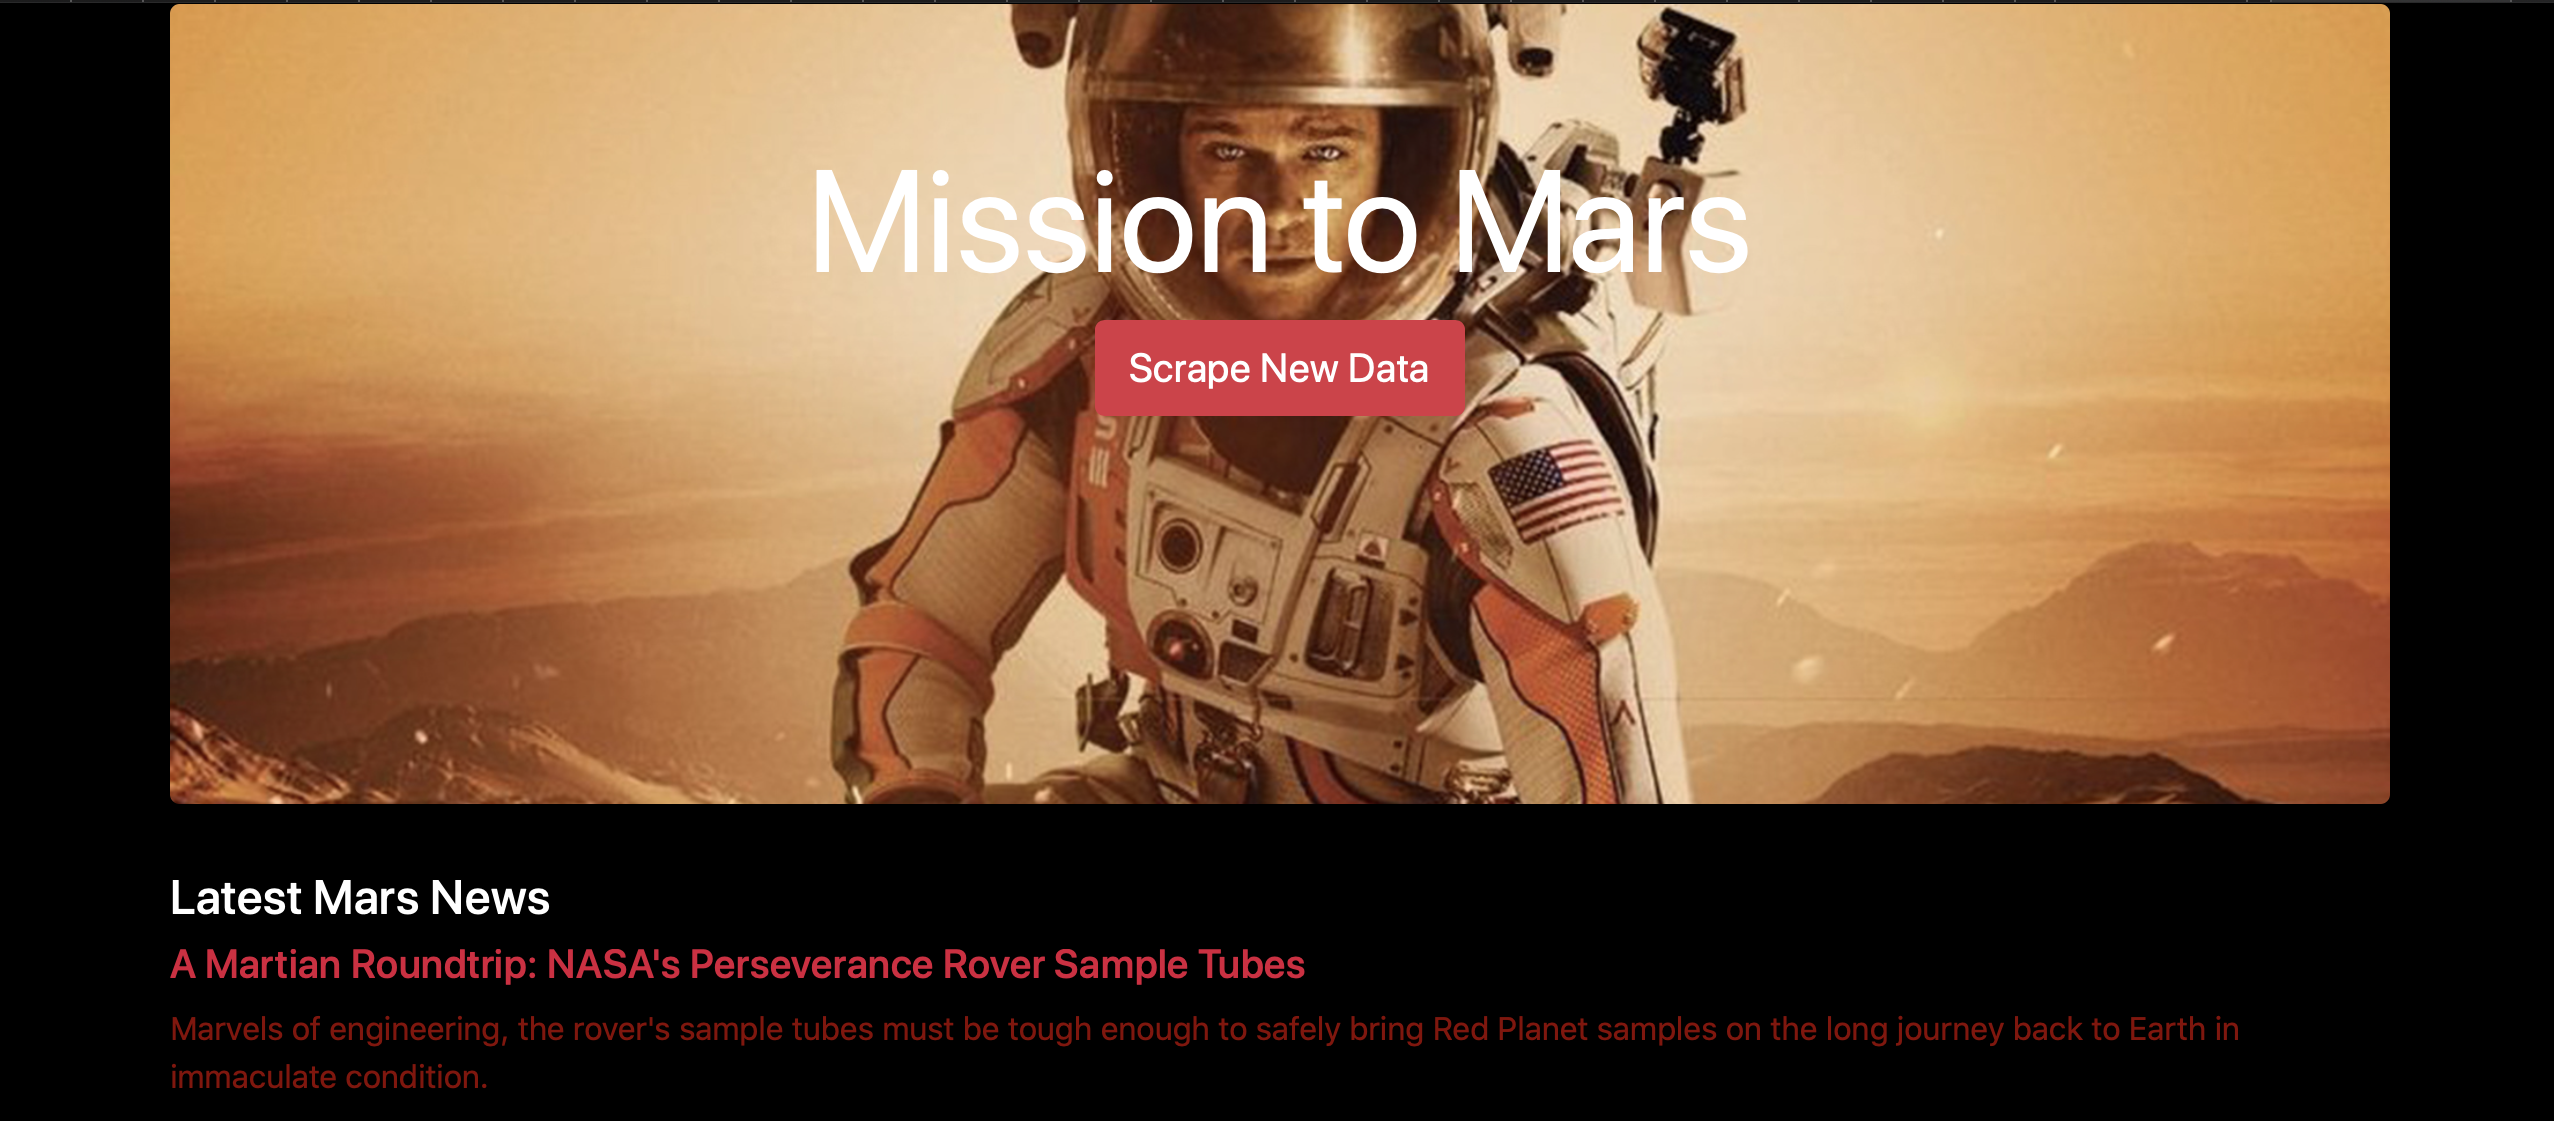 Mission to Mars
Scrape New Data
Latest Mars News
A Martian Roundtrip: NASA's Perseverance Rover Sample Tubes
Marvels of engineering, the rover's sample tubes must be tough enough to safely bring Red Planet samples on the long journey back to Earth in
immaculate condition.